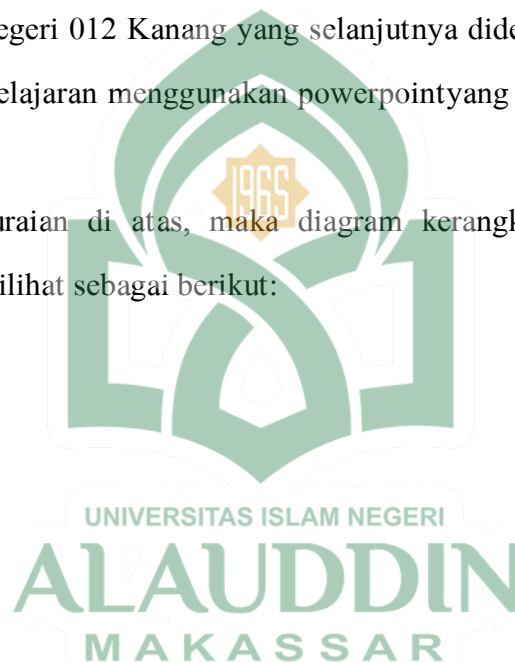 egeri 012 Kanang yang selanjutnya dide
elajaran menggunakan powerpointyang
uraian di atas, maka diagram kerangk
ilihat sebagai berikut:
1965
UNIVERSITAS ISLAM NEGERI
ALAUDDIN
MAKASSAR